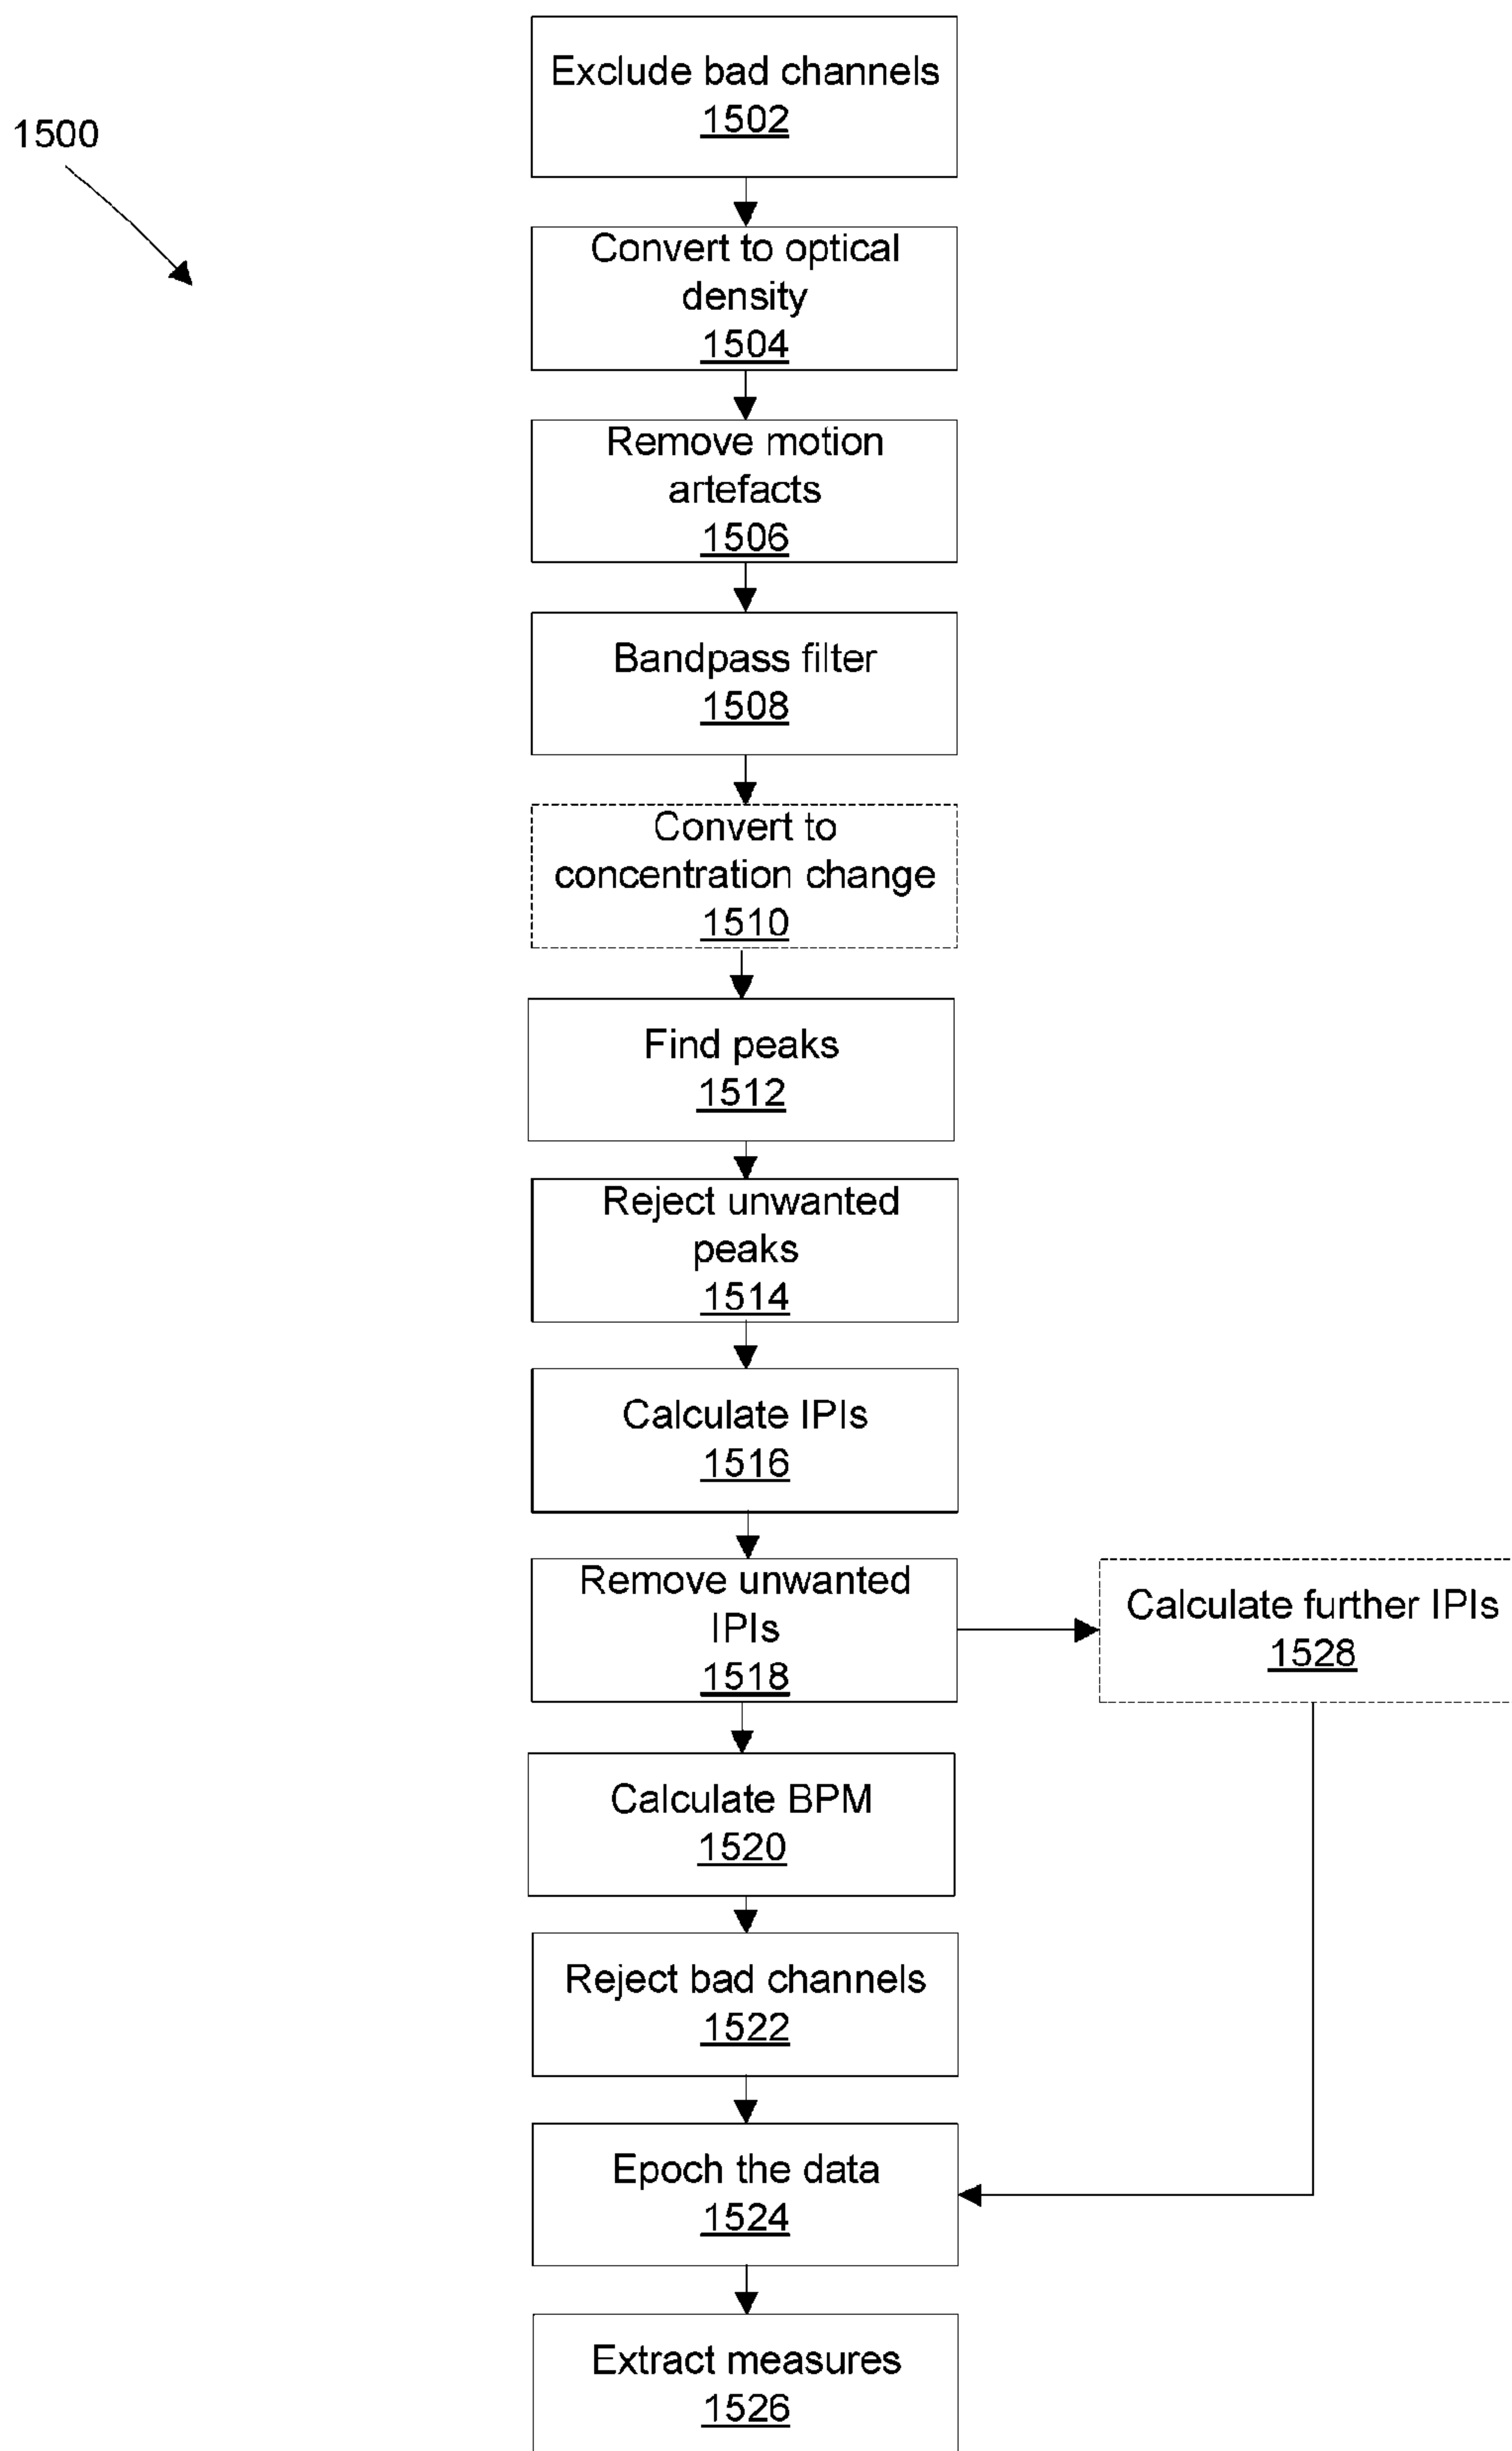 Exclude bad channels
1502
1500
Convert to optical
density
1504
Remove motion
artefacts
1506
Bandpass filter
1508
Convert to
concentration change
1510
Find peaks
1512
Reject unwanted
peaks
1514
Calculate IPIs
1516
Remove unwanted
IPIs
1518
Calculate further IPIs
1528
Calculate BPM
1520
Reject bad channels
1522
Epoch the data
1524
Extract measures
1526